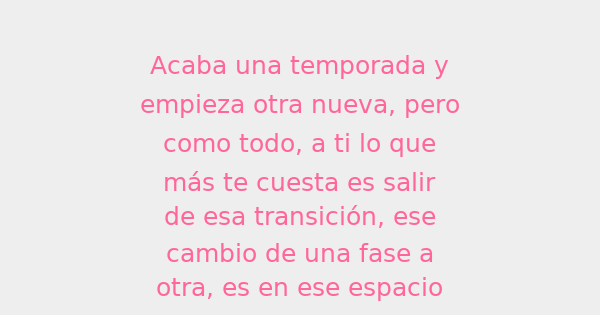 Acaba una temporada y
empieza otra nueva, pero
como todo, a ti lo que
más te cuesta es salir
de esa transición, ese
cambio de una fase a
otra, es en ese espacio